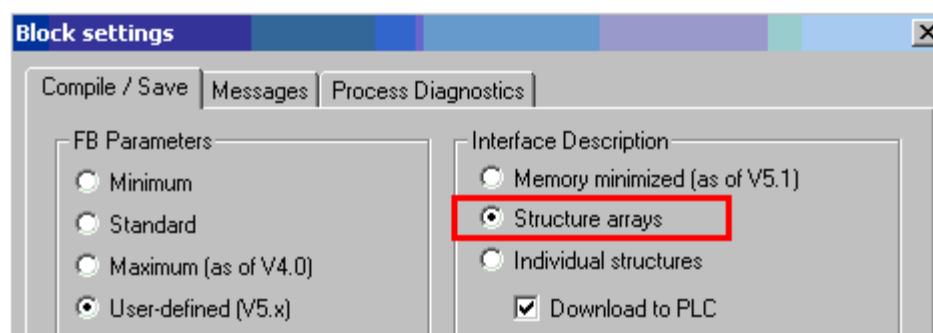 Block settings
Compile / Save Messages Process Diagnostics
FB Parameters
Minimum
Standard
Maximum (as of V4.0)
User-defined (V5.x)
Interface Description
Memory minimized (as of V5.1)
Structure arrays
Individual structures
Download to PLC